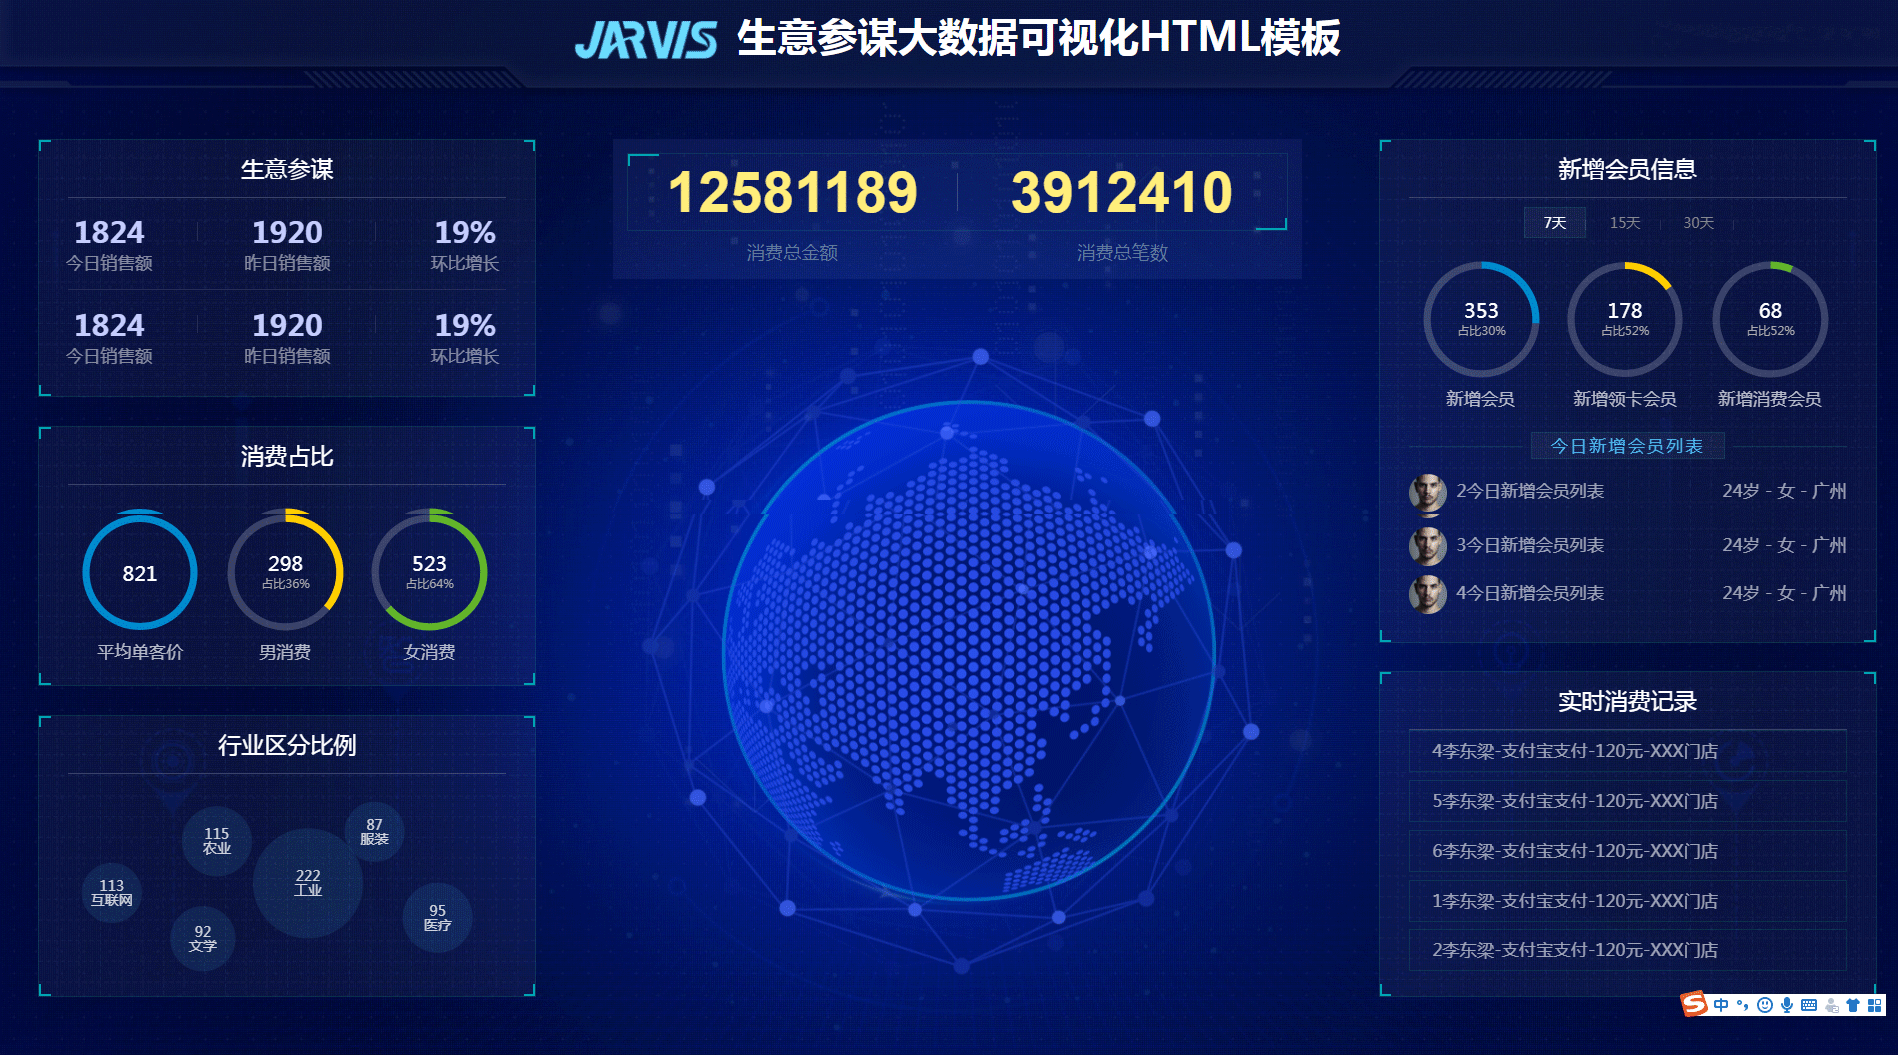 JARVIS 生意参谋大数据可视化HTML模板
生意参谋
1824 1920 19%
今日销售额 昨日销售额 环比增长
1824 1920 19%
今日销售额 昨日销售额 环比增长
消费占比
821
298
占比36%
523
占比64%
平均单客价 男消费 女消费
行业区分比例
87
服装
115
农业
222
工业
113
互联网
95
医疗
92
文学
12581189 3912410
消费总金额 消费总笔数
新增会员信息
7天 15天 30天
353
占比30%
178
占比52%
68
占比52%
新增会员 新增领卡会员 新增消费会员
今日新增会员列表
2今日新增会员列表 24岁 - 女 - 广州
3今日新增会员列表 24岁 - 女 - 广州
4今日新增会员列表 24岁 - 女 - 广州
实时消费记录
4李东梁-支付宝支付-120元-XXX门店
5李东梁-支付宝支付-120元-XXX门店
6李东梁-支付宝支付-120元-XXX门店
1李东梁-支付宝支付-120元-XXX门店
2李东梁-支付宝支付-120元-XXX门店
S 中